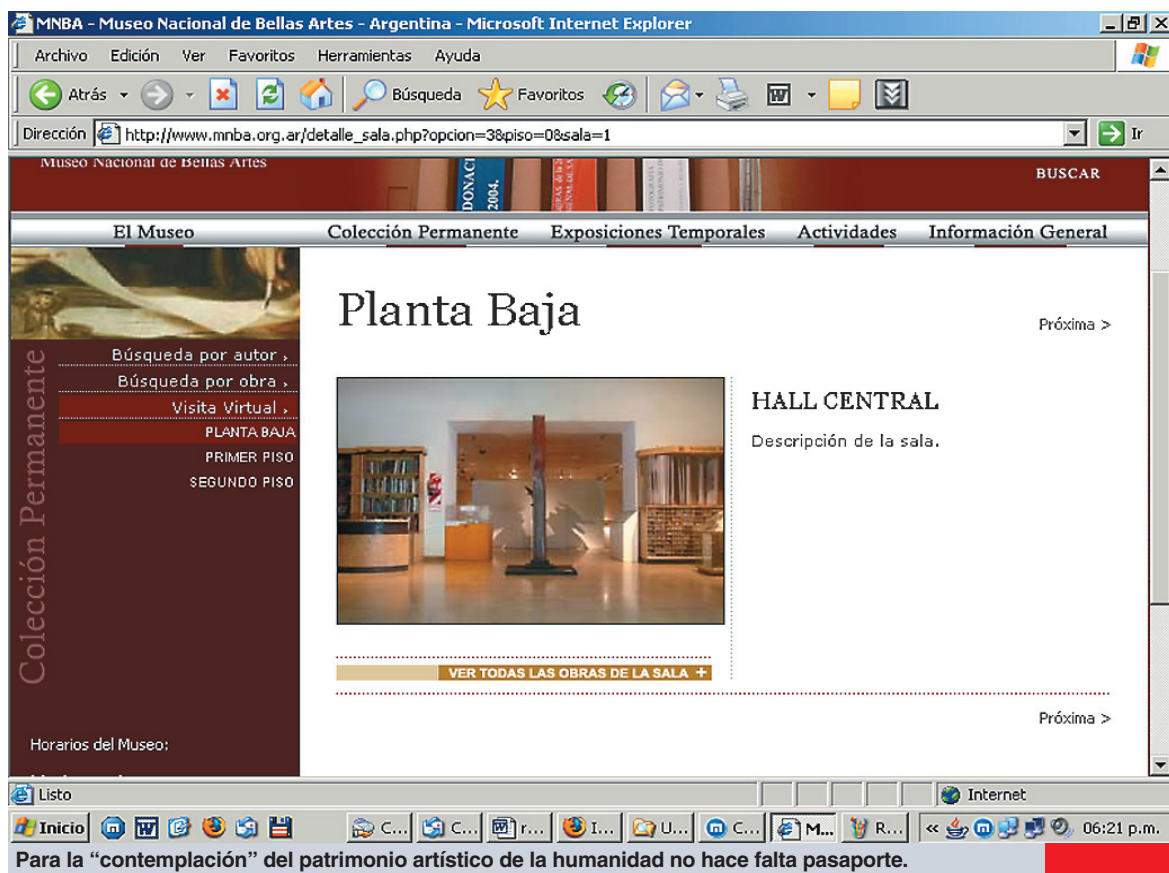 MNBA - Museo Nacional de Bellas Artes - Argentina - Microsoft Internet Explorer
Archivo Edición Ver Favoritos Herramientas Ayuda
Atrás Búsqueda Favoritos
Dirección http://www.mnba.org.ar/detalle_sala.php?opcion=3&piso=0&sala=1 Ir
Museo Nacional de Bellas Artes
DONACI
2004.
BUSCAR
El Museo Colección Permanente Exposiciones Temporales Actividades Información General
Colección Permanente
Búsqueda por autor
Búsqueda por obra
Visita Virtual
PLANTA BAJA
PRIMER PISO
SEGUNDO PISO
Horarios del Museo:
Planta Baja
Próxima >
HALL CENTRAL
Descripción de la sala.
VER TODAS LAS OBRAS DE LA SALA +
Próxima >
Listo Internet
Inicio C... C... r... I... U... C... M... R... « 06:21 p.m.
Para la “contemplación” del patrimonio artístico de la humanidad no hace falta pasaporte.